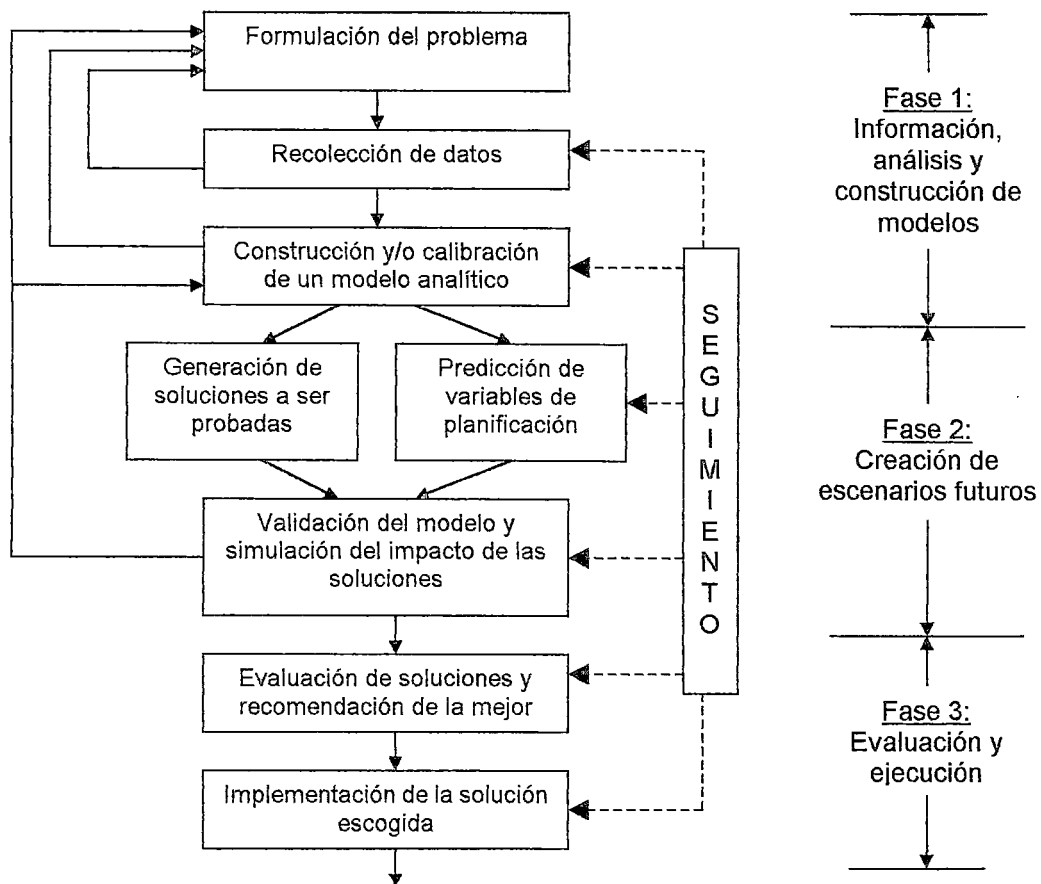 Formulación del problema
Recolección de datos
Construcción y/o calibración
de un modelo analítico
Generación de
soluciones a ser
probadas
Predicción de
variables de
planificación
Validación del modelo y
simulación del impacto de las
soluciones
Evaluación de soluciones y
recomendación de la mejor
Implementación de la solución
escogida
S
E
G
U
I
M
I
E
N
T
O
Fase 1:
Información,
análisis y
construcción de
modelos
Fase 2:
Creación de
escenarios futuros
Fase 3:
Evaluación y
ejecución